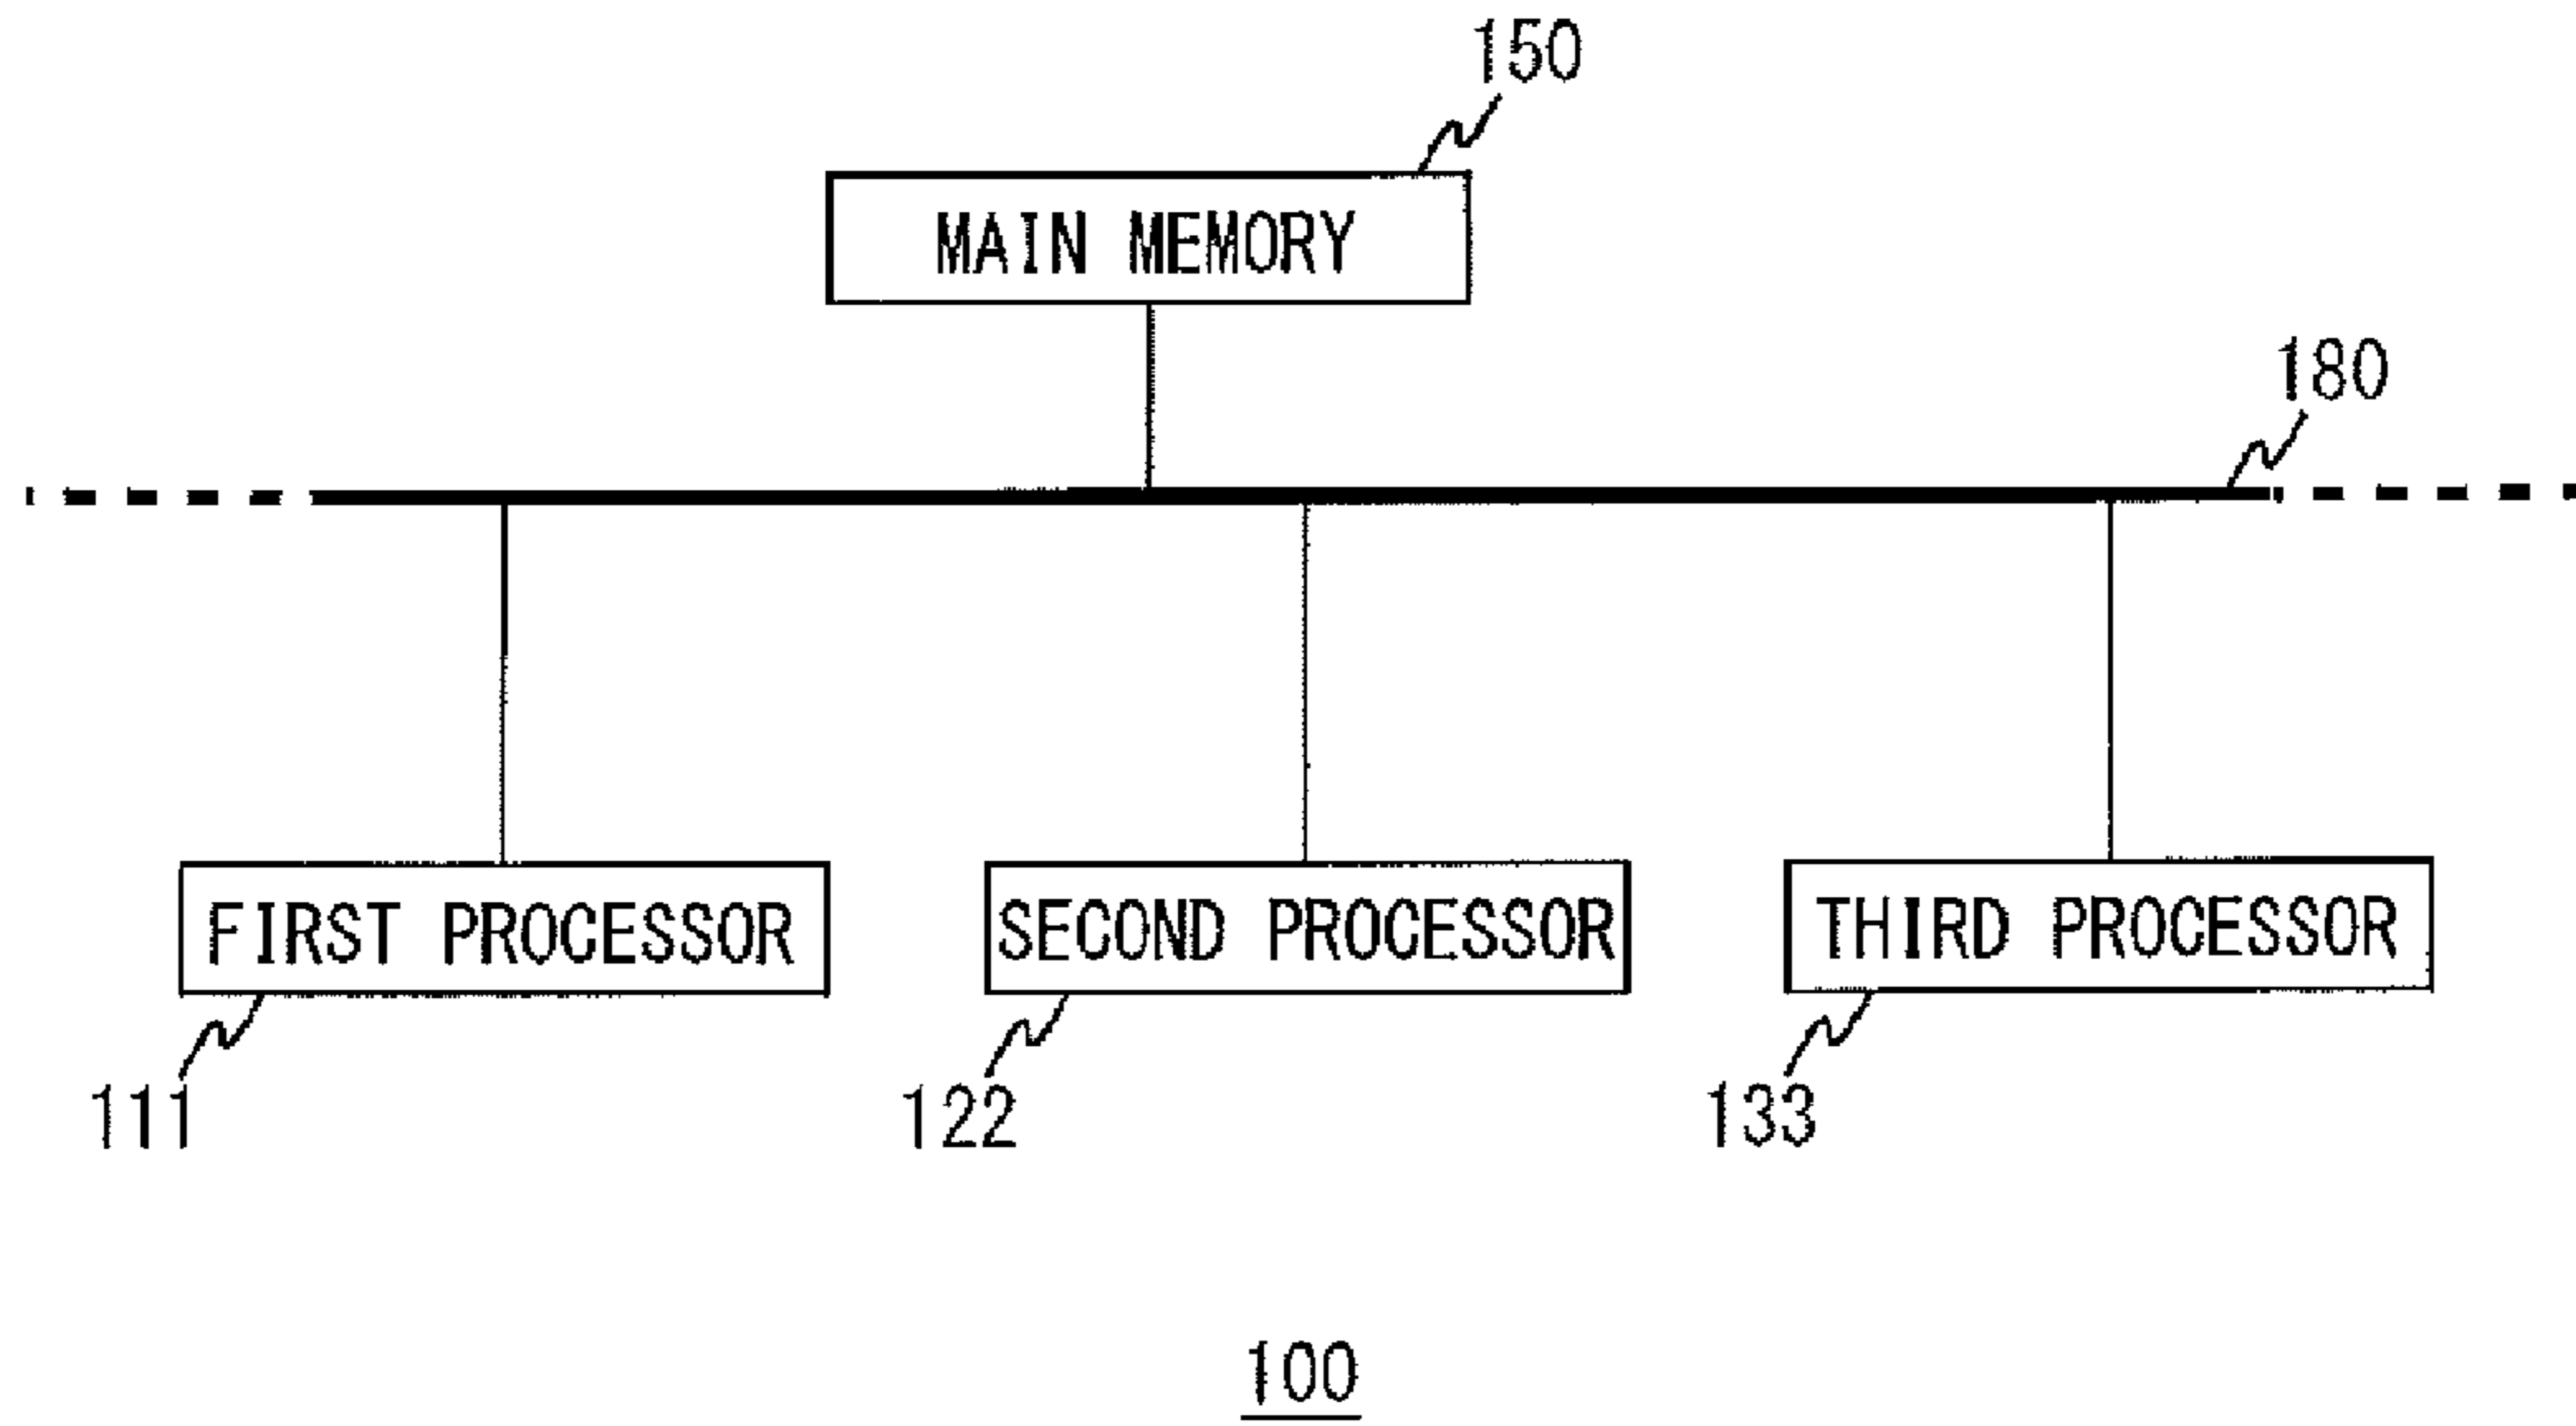 150
MAIN MEMORY
180
FIRST PROCESSOR
SECOND PROCESSOR
THIRD PROCESSOR
111
122
133
100